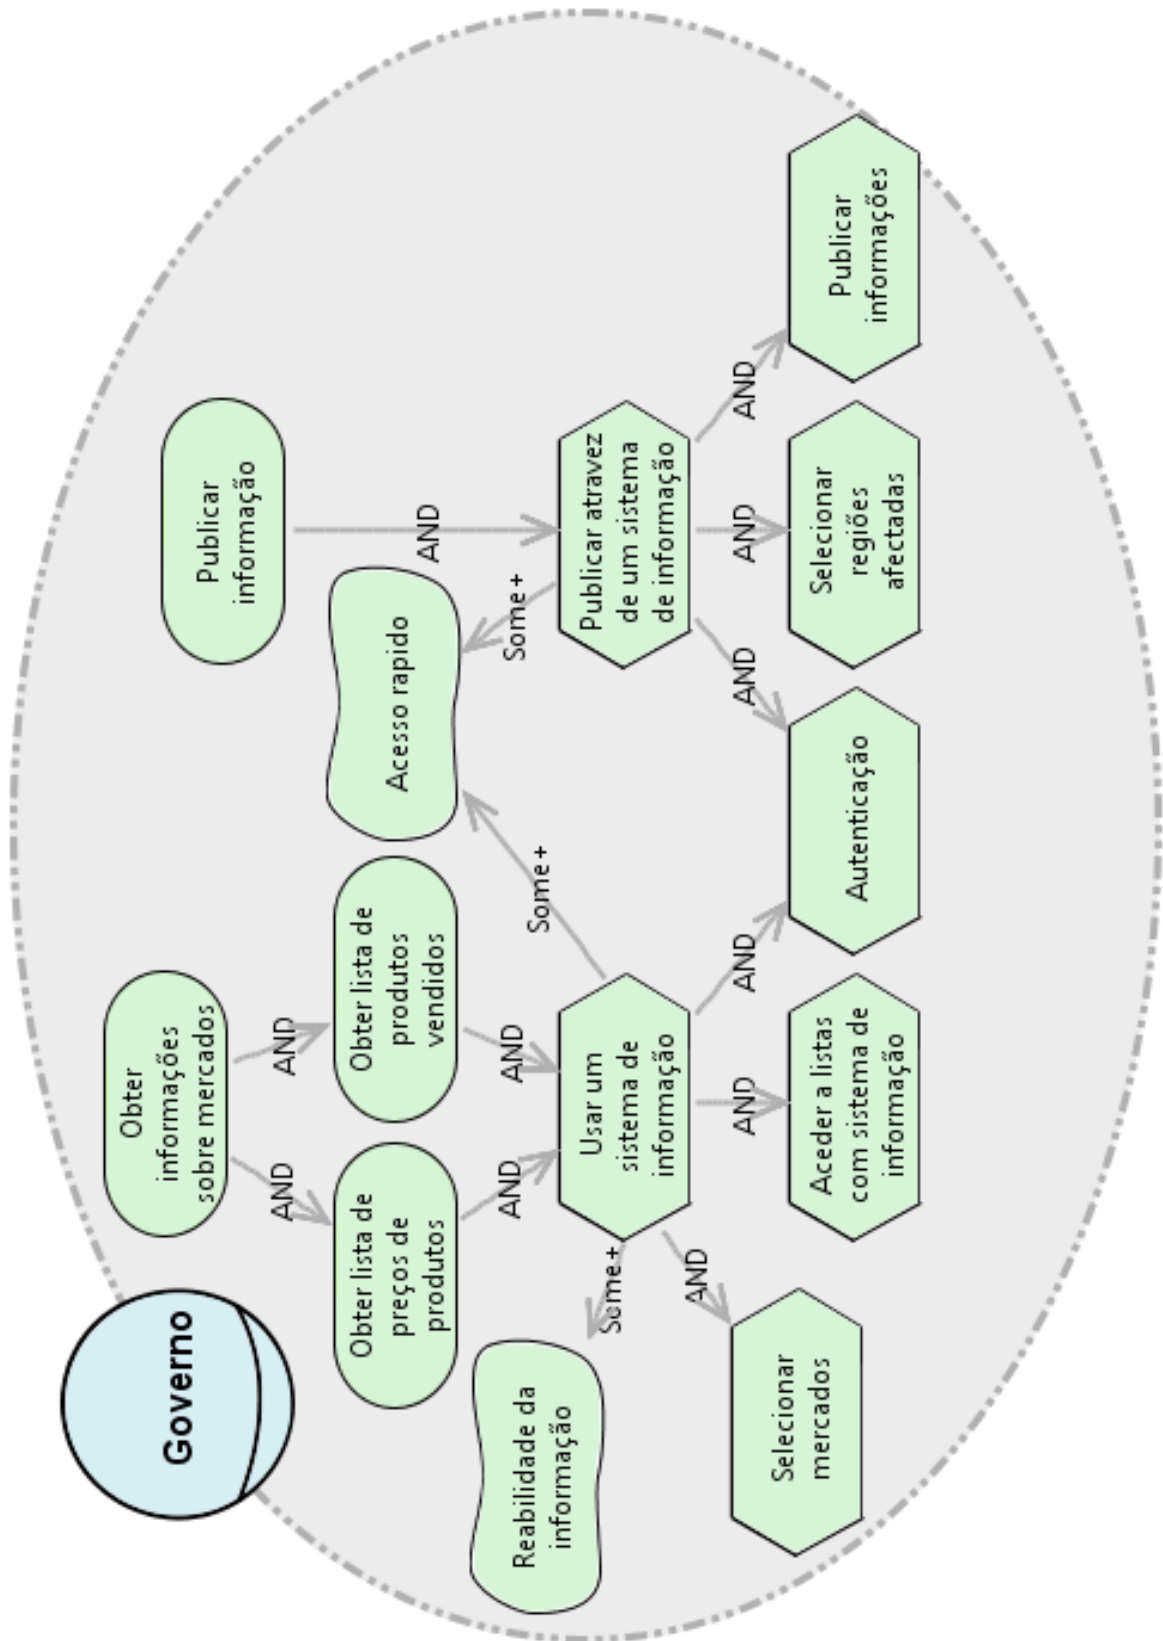 Governo
Obter
informações
sobre mercados
Publicar
informação
AND
AND
Obter lista de
preços de
produtos
Obter lista de
produtos
vendidos
Acesso rapido
AND
Reabilidade da
informação
AND
AND
Some+
Some+
Some+
Usar um
sistema de
informação
Publicar atravez
de um sistema
de informação
AND
AND
AND
AND
AND
AND
Selecionar
mercados
Aceder a listas
com sistema de
informação
Autenticação
Selecionar
regiões
afectadas
Publicar
informações